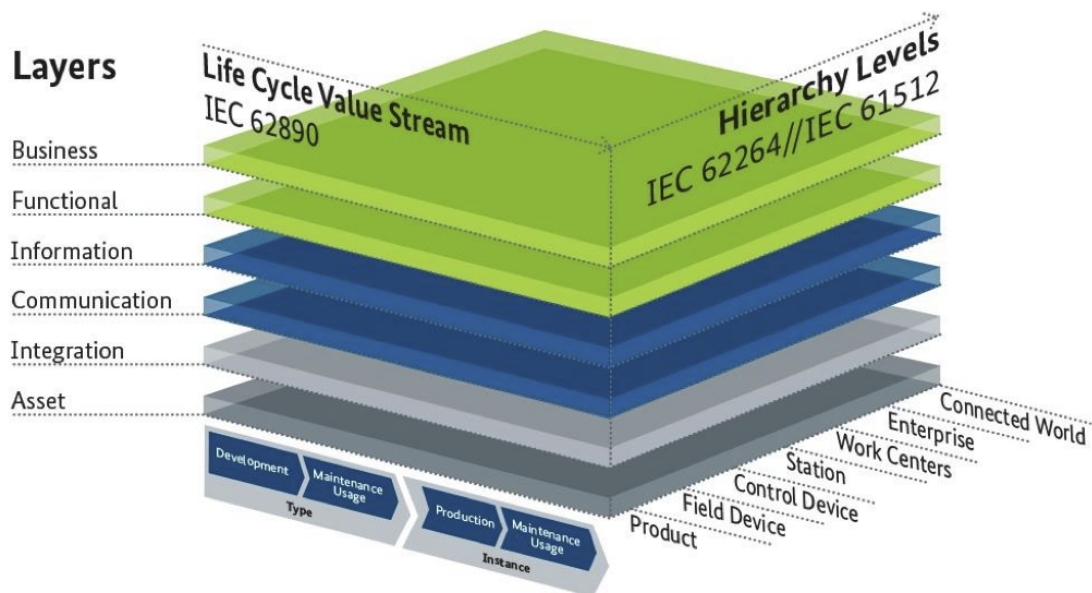 Layers
Life Cycle Value Stream
IEC 62890
Hierarchy Levels
IEC 62264//IEC 61512
Business
Functional
Information
Communication
Integration
Asset
Development
Maintenance
Usage
Type
Production
Maintenance
Usage
Instance
Product
Field Device
Control Device
Station
Work Centers
Enterprise
Connected World